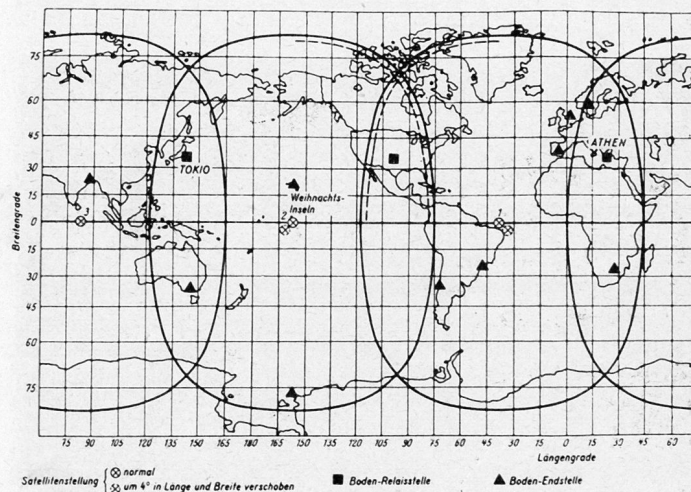 75
60
45
30
15
0
15
30
45
60
75
Breitengrade
TOKIO
Weihnachts-
Inseln
ATHEN
3
2
1
75 90 105 120 135 150 165 180 165 150 135 120 105 90 75 60 45 30 15 0 15 30 45 60 75
Längengrade
Satellitenstellung
normal
um 4° in Länge und Breite verschoben
Boden-Relaisstelle
Boden-Endstelle